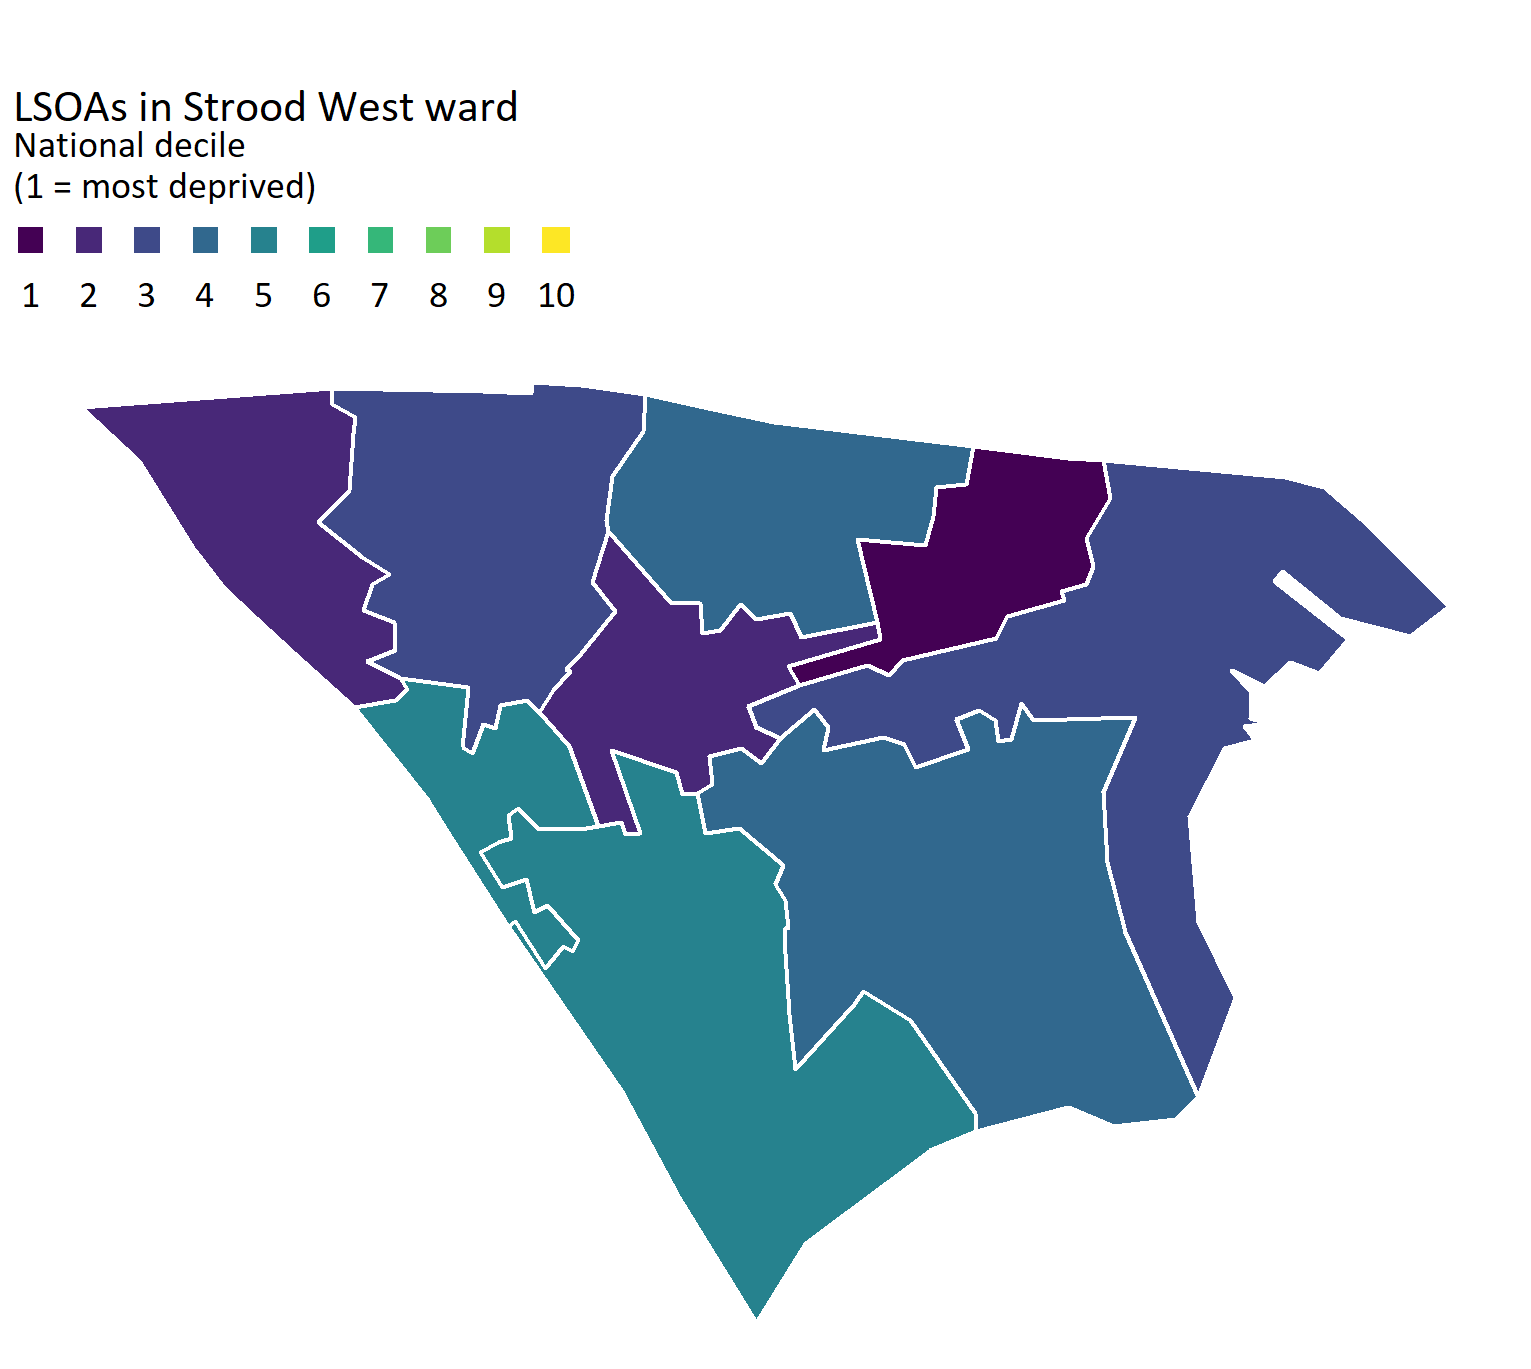 LSOAs in Strood West ward
National decile
(1 = most deprived)
1 2 3 4 5 6 7 8 9 10